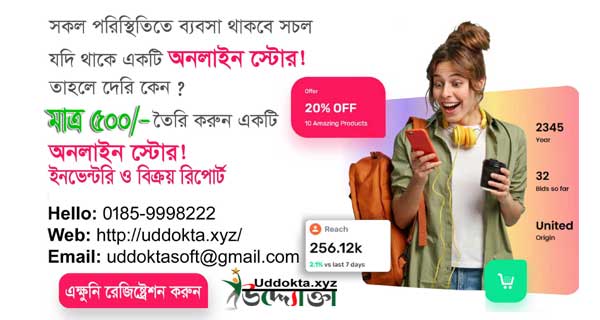 সকল পরিস্থিতিতে ব্যবসা থাকবে সচল
যদি থাকে একটি অনলাইন স্টোর!
তাহলে দেরি কেন ?
মাত্র ৫০০/- তৈরি করুন একটি
অনলাইন স্টোর!
ইনভেন্টরি ও বিক্রয় রিপোর্ট
Hello: 0185-9998222
Web: http://uddokta.xyz/
Email: uddoktasoft@gmail.com
এক্ষুনি রেজিষ্ট্রেশন করুন
Uddokta.xyz
উদ্যোক্তা
Offer
20% OFF
10 Amazing Products
Reach
256.12k
2.1% vs last 7 days
2345
Year
32
Bids so far
United
Origin